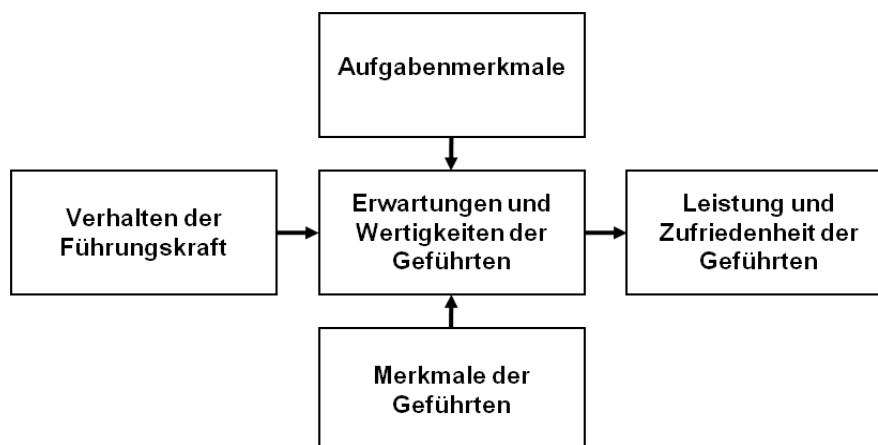 Aufgabenmerkmale
Verhalten der
Führungskraft
Erwartungen und
Wertigkeiten der
Geführten
Leistung und
Zufriedenheit der
Geführten
Merkmale der
Geführten